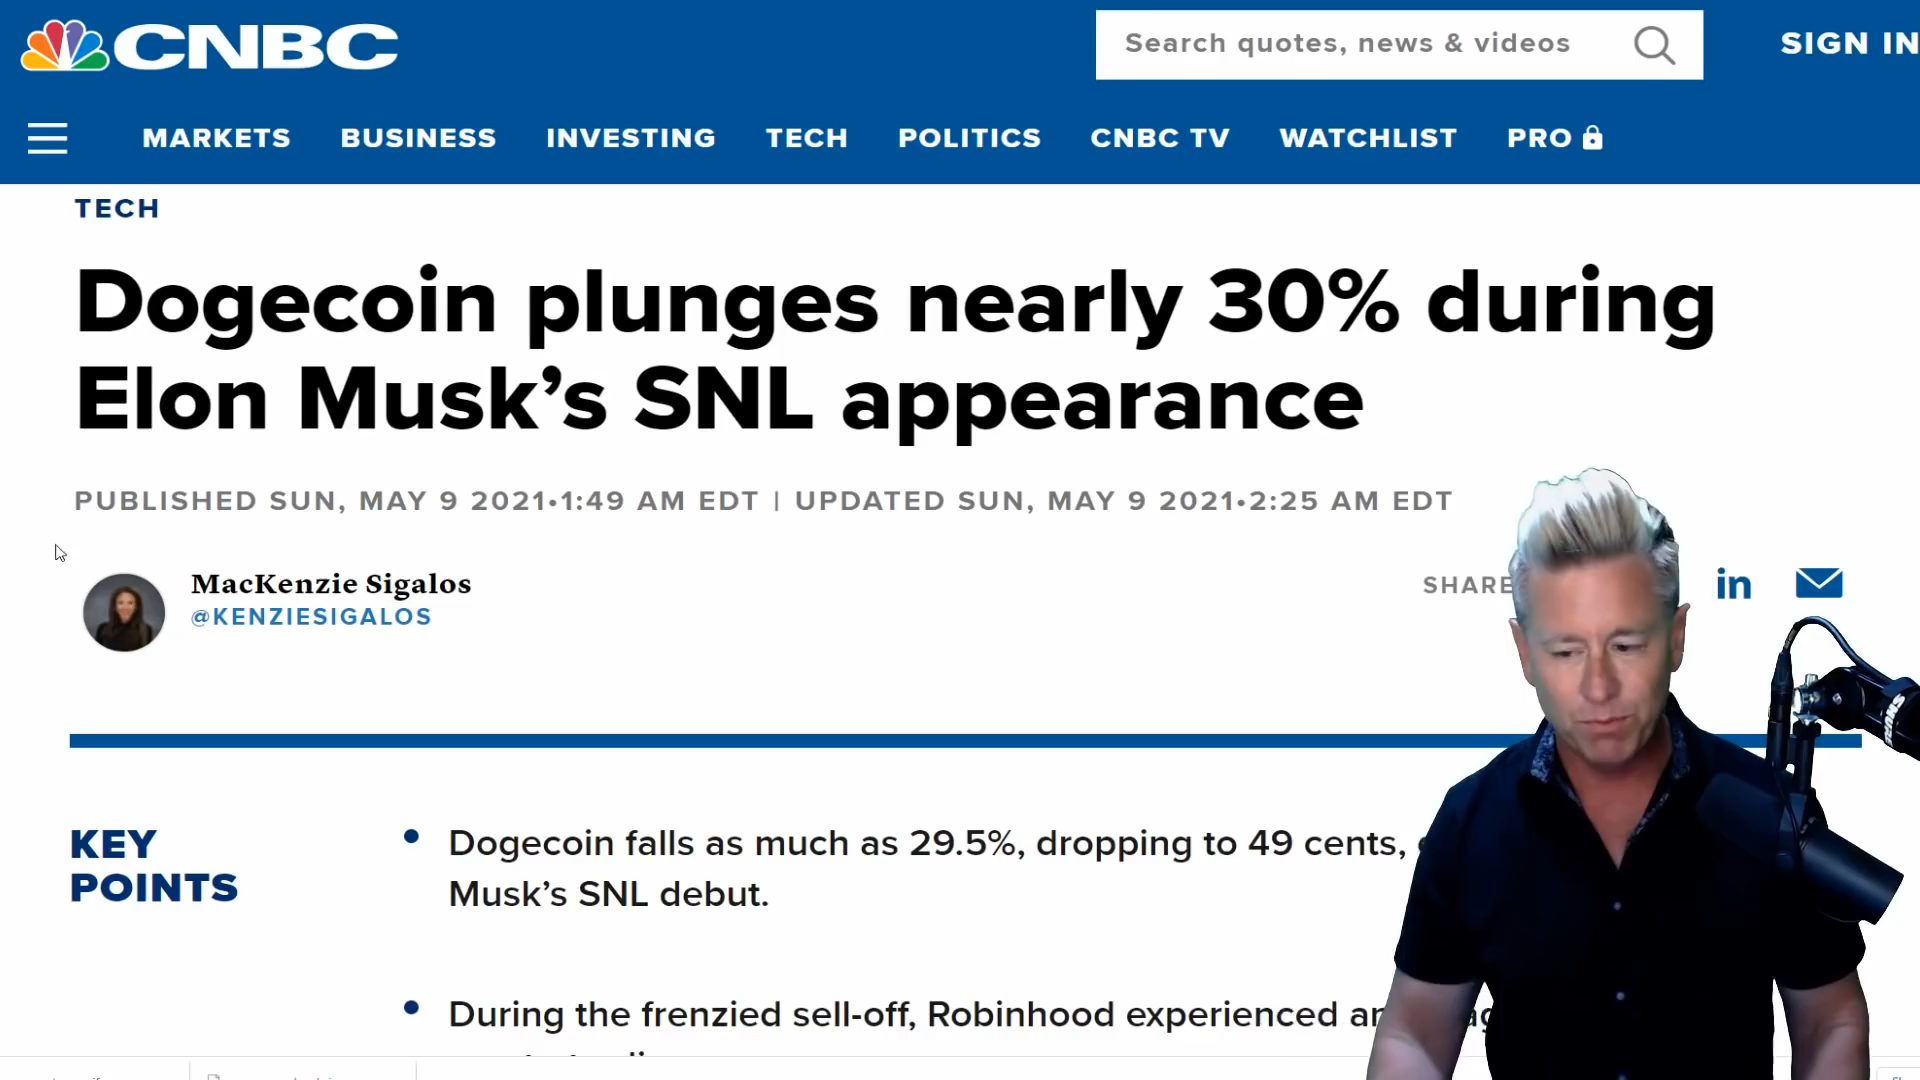 CNBC
Search quotes, news & videos
SIGN IN
MARKETS BUSINESS INVESTING TECH POLITICS CNBC TV WATCHLIST PRO
TECH
Dogecoin plunges nearly 30% during
Elon Musk’s SNL appearance
PUBLISHED SUN, MAY 9 2021•1:49 AM EDT | UPDATED SUN, MAY 9 2021•2:25 AM EDT
MacKenzie Sigalos
@KENZIESIGALOS
SHARE
in
KEY
POINTS
• Dogecoin falls as much as 29.5%, dropping to 49 cents,
Musk’s SNL debut.
• During the frenzied sell-off, Robinhood experienced